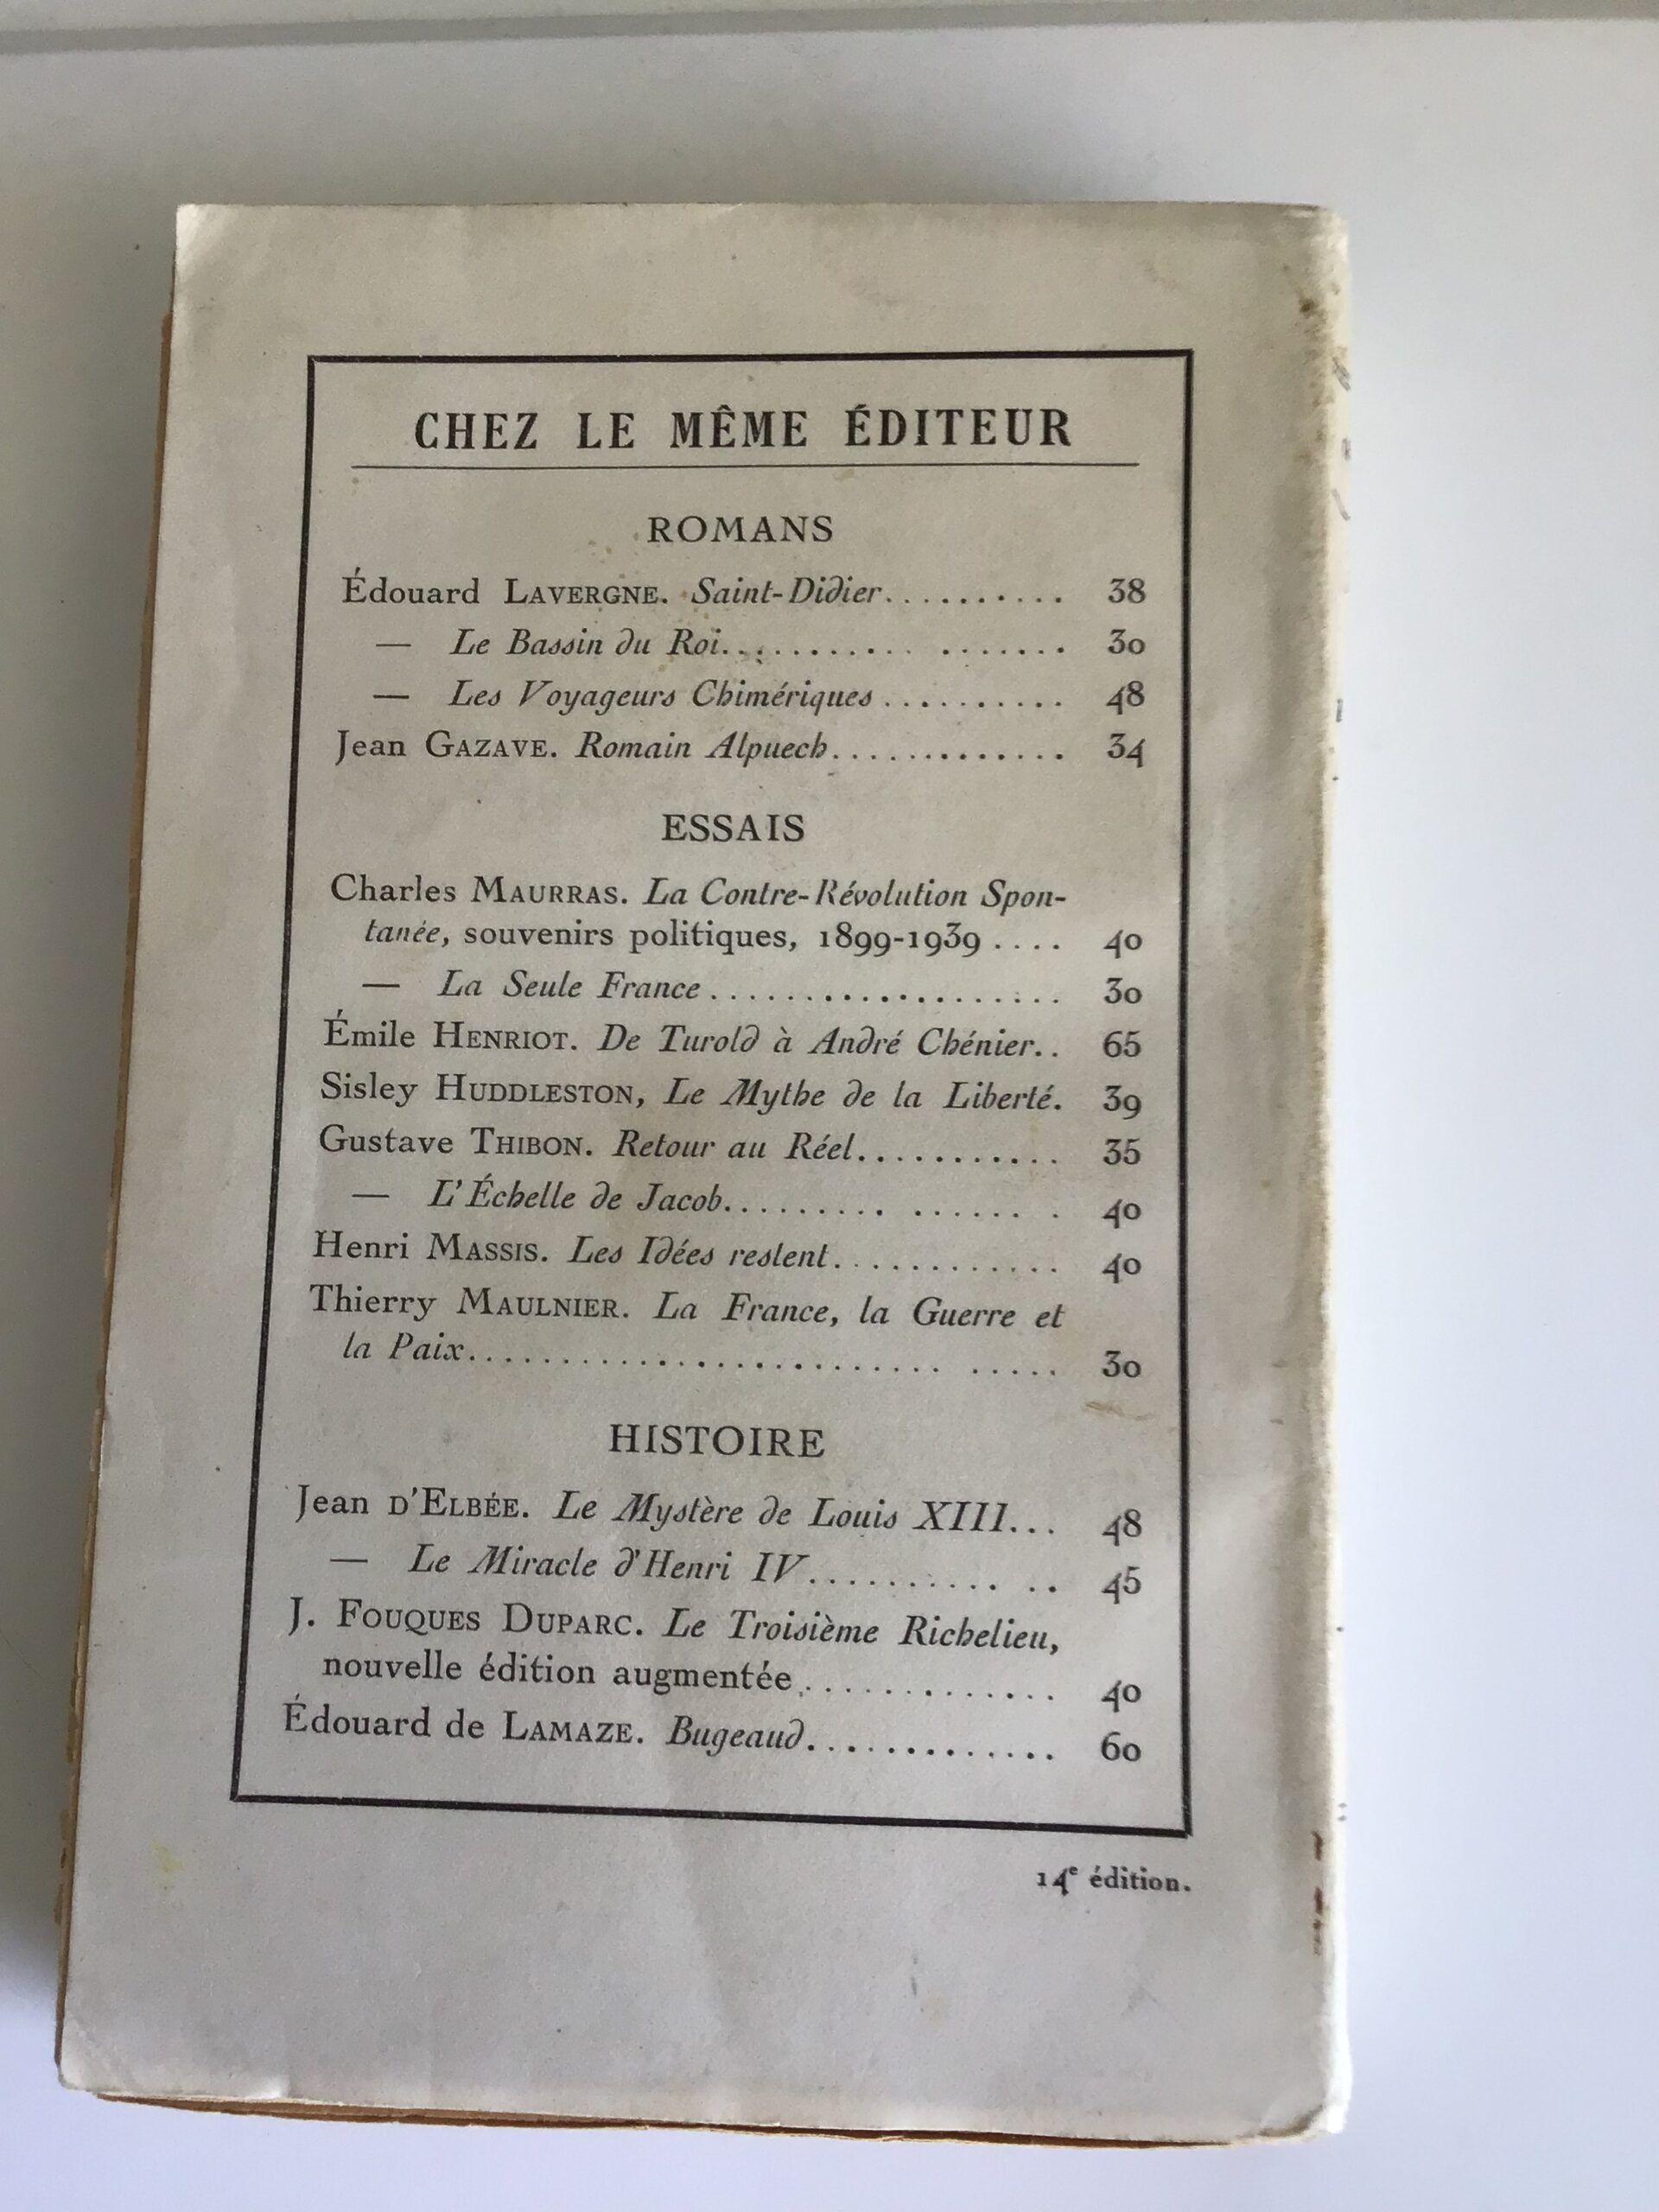 CHEZ LE MÊME ÉDITEUR
ROMANS
Édouard LAVERGNE. Saint-Didier.......... 38
— Le Bassin du Roi.................. 30
— Les Voyageurs Chimériques.......... 48
Jean GAZAVE. Romain Alpuech............. 34
ESSAIS
Charles MAURRAS. La Contre-Révolution Spon-
tanée, souvenirs politiques, 1899-1939.... 40
— La Seule France................... 30
Émile HENRIOT. De Turold à André Chénier.. 65
Sisley HUDDLESTON, Le Mythe de la Liberté. 39
Gustave THIBON. Retour au Réel........... 35
— L'Échelle de Jacob................ 40
Henri MASSIS. Les Idées restent............ 40
Thierry MAULNIER. La France, la Guerre et
la Paix............................... 30
HISTOIRE
Jean D'ELBÉE. Le Mystère de Louis XIII... 48
— Le Miracle d'Henri IV............ 45
J. FOUQUES DUPARC. Le Troisième Richelieu,
nouvelle édition augmentée.............. 40
Édouard de LAMAZE. Bugeaud............. 60
14e édition.